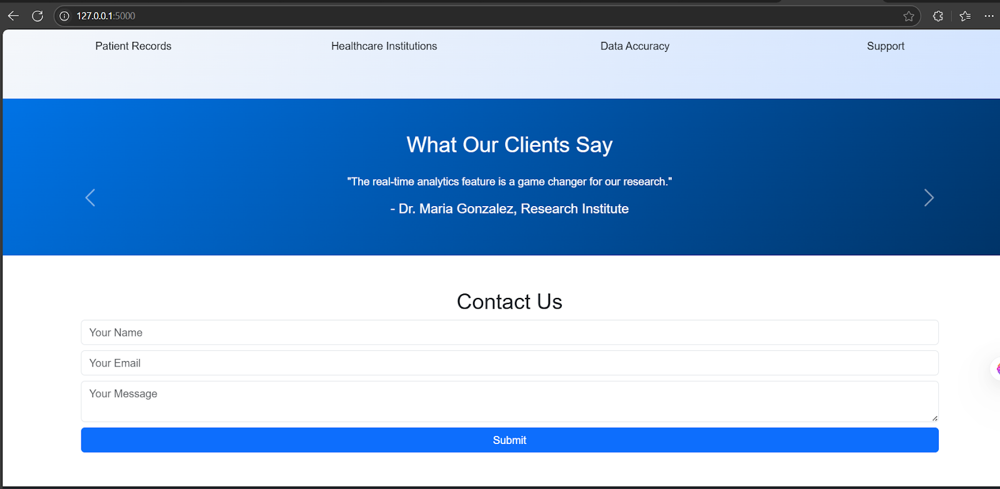 127.0.0.1:5000
Patient Records Healthcare Institutions Data Accuracy Support
What Our Clients Say
"The real-time analytics feature is a game changer for our research."
- Dr. Maria Gonzalez, Research Institute
Contact Us
Your Name
Your Email
Your Message
Submit